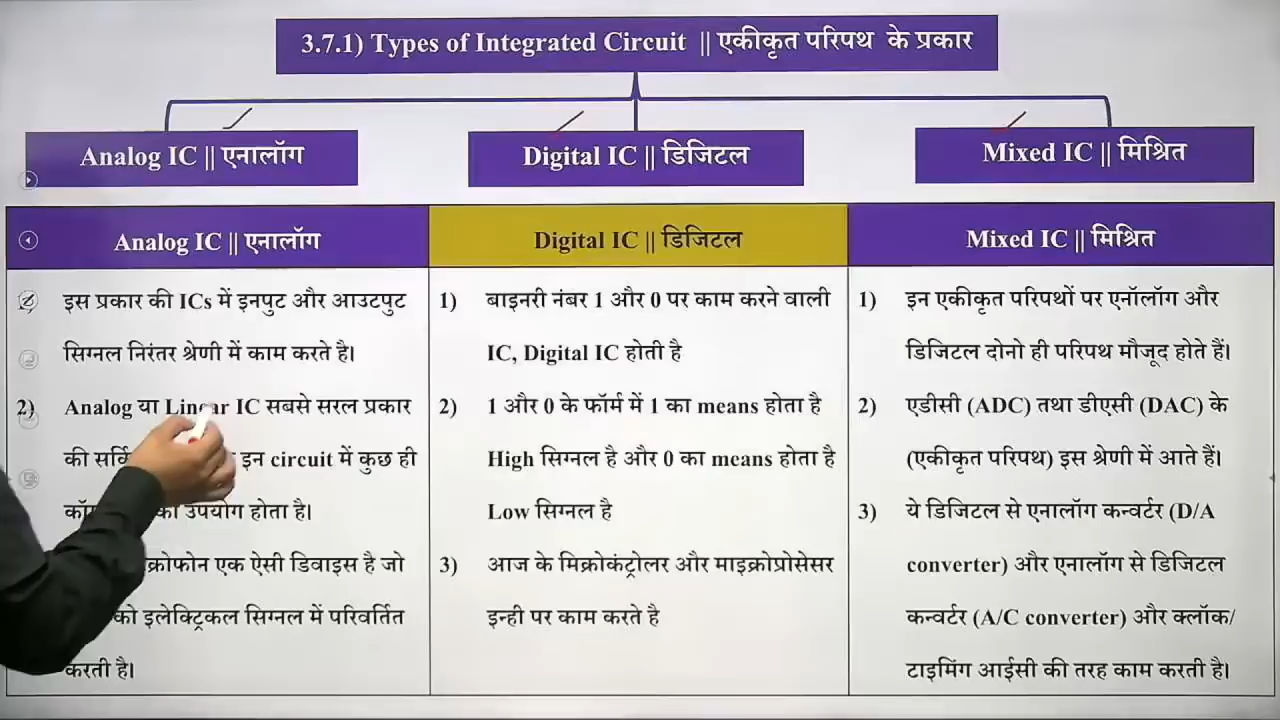 3.7.1) Types of Integrated Circuit || एकीकृत परिपथ के प्रकार
Analog IC || एनालॉग
Digital IC || डिजिटल
Mixed IC || मिश्रित
Analog IC || एनालॉग
इस प्रकार की ICs में इनपुट और आउटपुट
सिग्नल निरंतर श्रेणी में काम करते है।
2) Analog या Linear IC सबसे सरल प्रकार
की इन circuit में कुछ ही
उपयोग होता है।
एक ऐसी डिवाइस है जो
को इलेक्ट्रिकल सिग्नल में परिवर्तित
करती है।
Digital IC || डिजिटल
1) बाइनरी नंबर 1 और 0 पर काम करने वाली
IC, Digital IC होती है
2) 1 और 0 के फॉर्म में 1 का means होता है
High सिग्नल है और 0 का means होता है
Low सिग्नल है
3) आज के मिक्रोकंट्रोलर और माइक्रोप्रोसेसर
इन्ही पर काम करते है
Mixed IC || मिश्रित
1) इन एकीकृत परिपथों पर एनॉलॉग और
डिजिटल दोनो ही परिपथ मौजूद होते हैं।
2) एडीसी (ADC) तथा डीएसी (DAC) के
(एकीकृत परिपथ) इस श्रेणी में आते हैं।
3) ये डिजिटल से एनालॉग कन्वर्टर (D/A
converter) और एनालॉग से डिजिटल
कन्वर्टर (A/C converter) और क्लॉक/
टाइमिंग आईसी की तरह काम करती है।